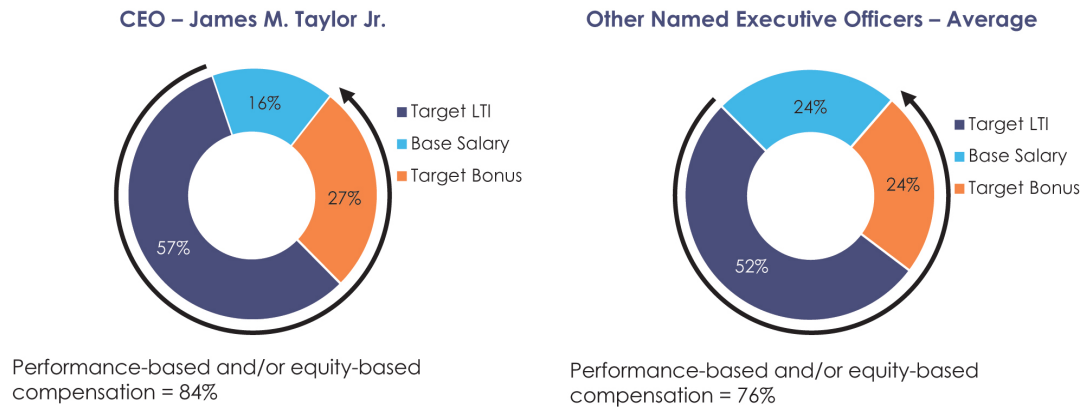 CEO – James M. Taylor Jr.
16%
27%
57%
Target LTI
Base Salary
Target Bonus
Performance-based and/or equity-based
compensation = 84%
Other Named Executive Officers – Average
24%
24%
52%
Target LTI
Base Salary
Target Bonus
Performance-based and/or equity-based
compensation = 76%